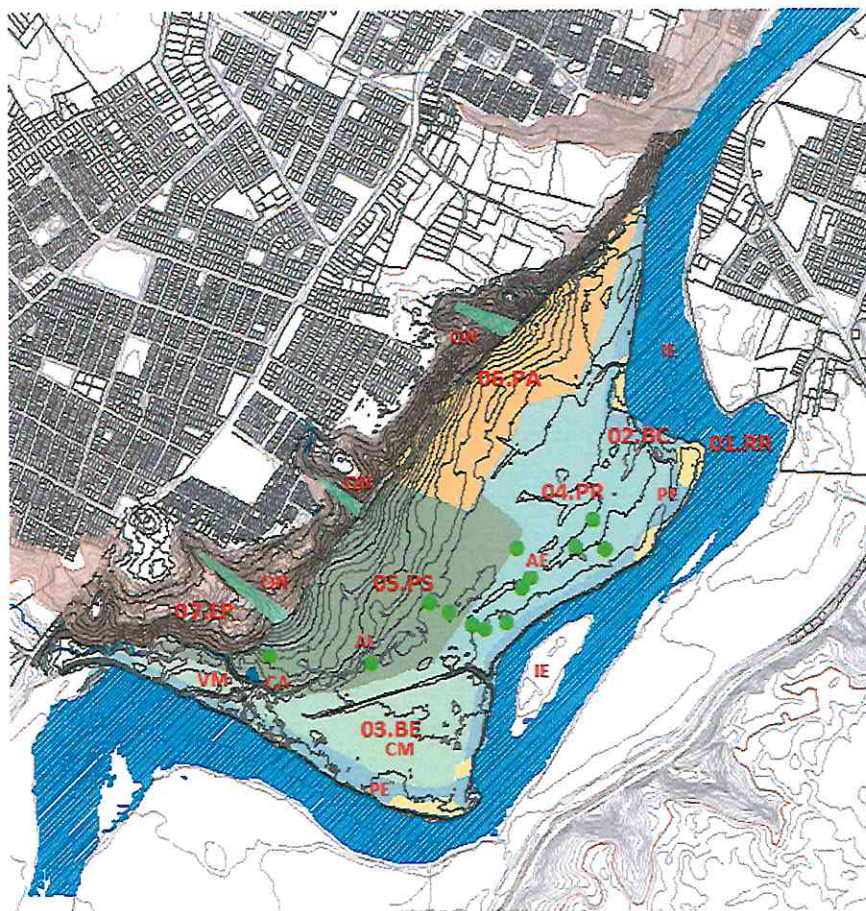 ON
IE
06.PA
02.BC
01.RR
ON
04.PR
PE
AE
ON
05.PS
07.LP
AE
IE
VM
CA
03.BE
CM
PE